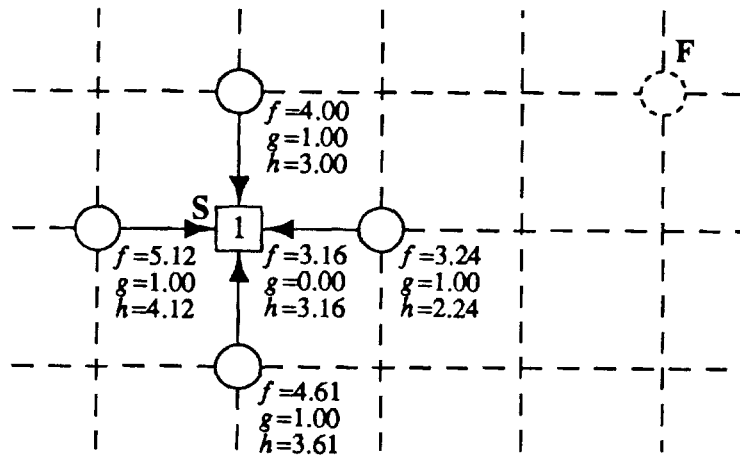 F
f=4.00
g=1.00
h=3.00
S
1
f=5.12
g=1.00
h=4.12
f=3.16
g=0.00
h=3.16
f=3.24
g=1.00
h=2.24
f=4.61
g=1.00
h=3.61